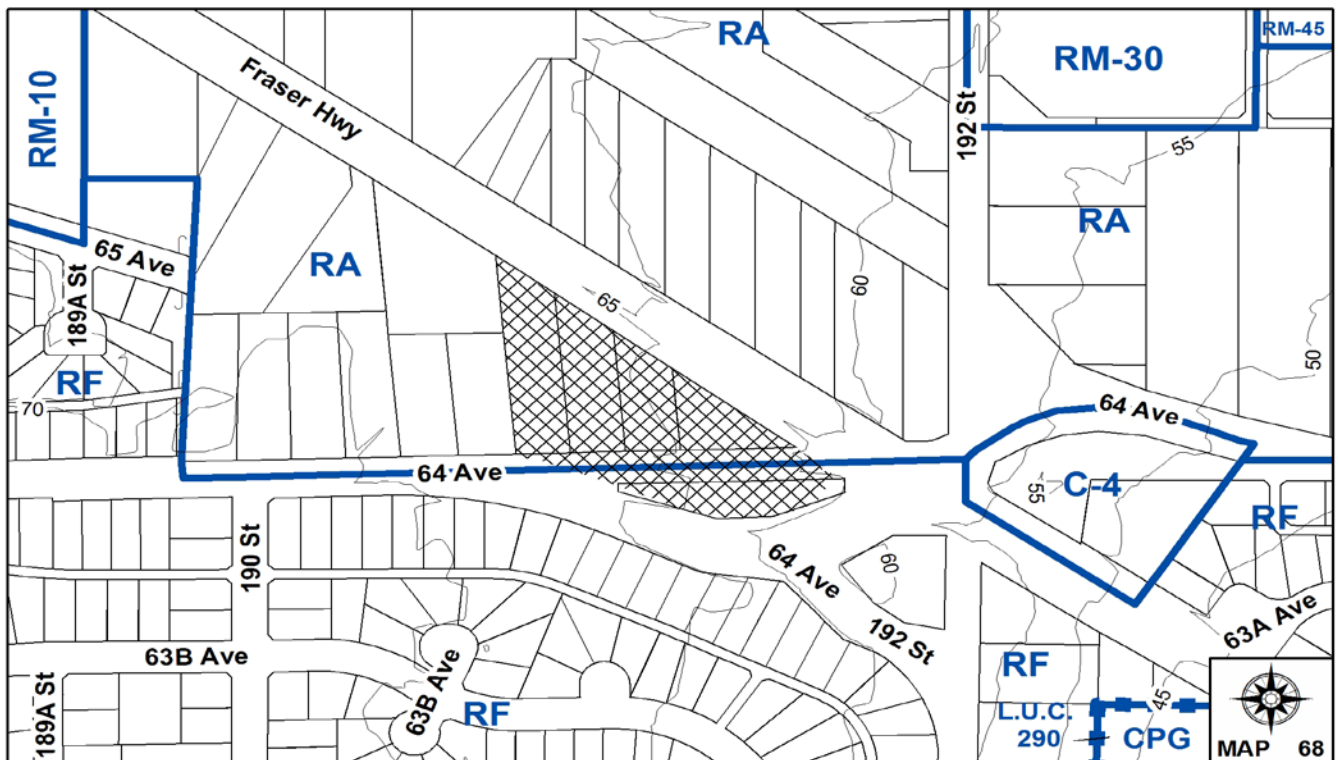 RA
RM-45
RM-30
RM-10
Fraser Hwy
192 St
55
RA
65 Ave
RA
60
65
189A St
50
RF
70
64 Ave
64 Ave
55
C-4
RF
190 St
64 Ave
60
63A Ave
192 St
63B Ave
RF
63B Ave
189A St
RF
45
L.U.C.
290
CPG
MAP 68